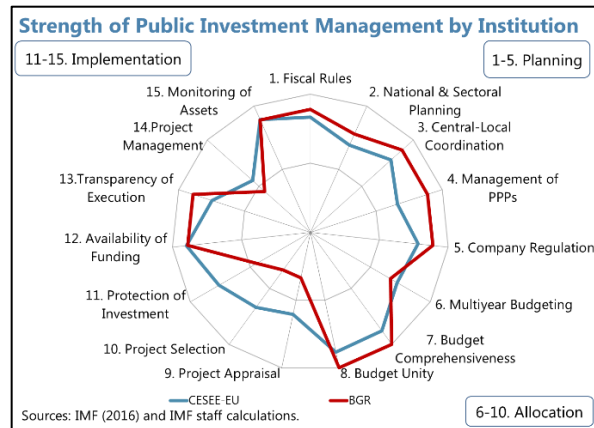 Strength of Public Investment Management by Institution
11-15. Implementation
1-5. Planning
1. Fiscal Rules
2. National & Sectoral
Planning
3. Central-Local
Coordination
4. Management of
PPPs
5. Company Regulation
6. Multiyear Budgeting
7. Budget
Comprehensiveness
8. Budget Unity
9. Project Appraisal
10. Project Selection
11. Protection of
Investment
12. Availability of
Funding
13.Transparency of
Execution
14.Project
Management
15. Monitoring of
Assets
CESEE-EU
BGR
Sources: IMF (2016) and IMF staff calculations.
6-10. Allocation